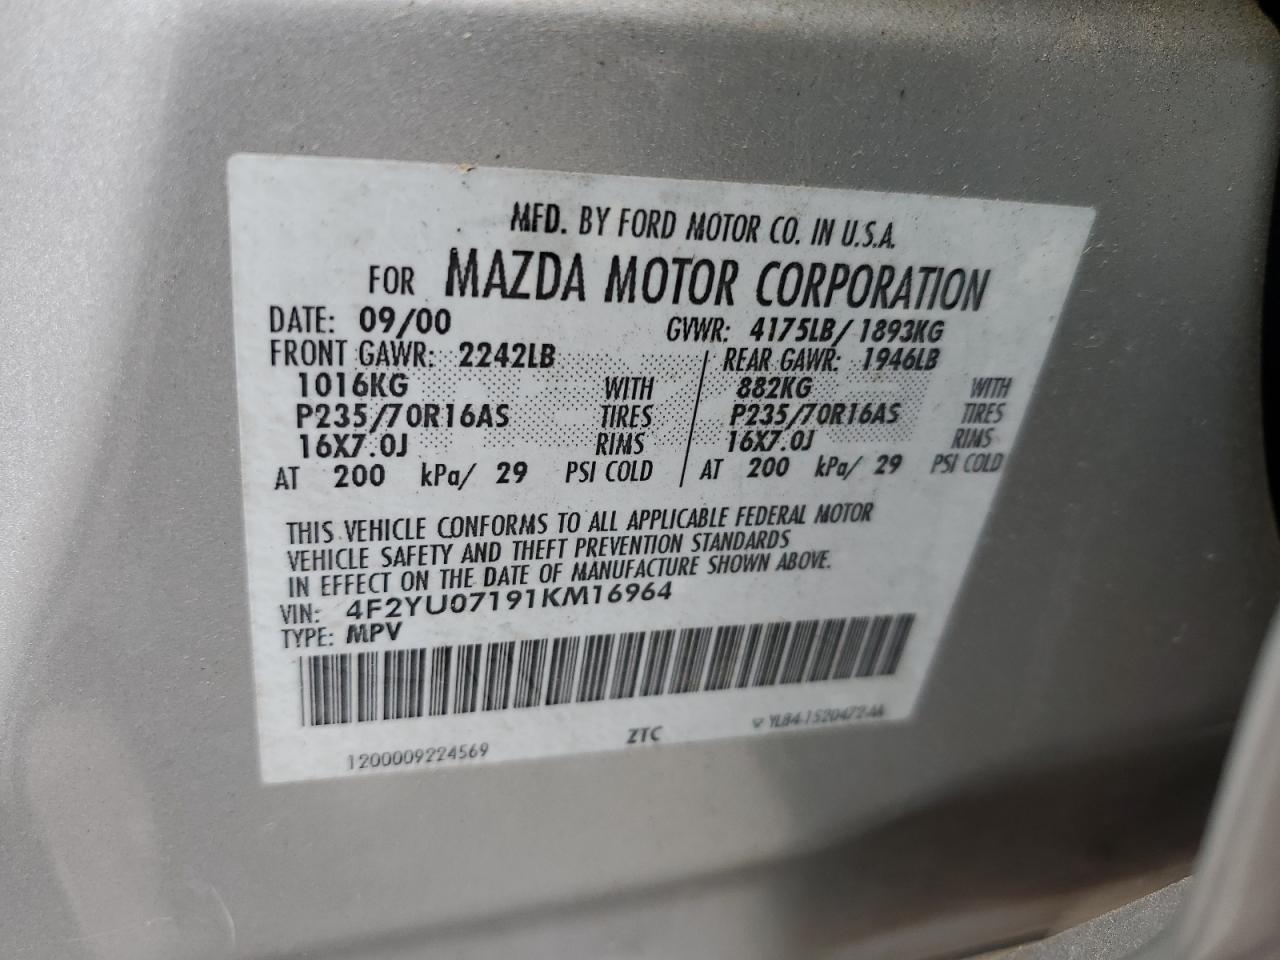 MFD. BY FORD MOTOR CO. IN U.S.A.
FOR MAZDA MOTOR CORPORATION
DATE: 09/00 GVWR: 4175LB/ 1893KG
FRONT GAWR: 2242LB REAR GAWR: 1946LB
1016KG WITH 882KG WITH
P235/70R16AS TIRES P235/70R16AS TIRES
16X7.0J RIMS 16X7.0J RIMS
AT 200 kPa/ 29 PSI COLD AT 200 kPa/ 29 PSI COLD
THIS VEHICLE CONFORMS TO ALL APPLICABLE FEDERAL MOTOR
VEHICLE SAFETY AND THEFT PREVENTION STANDARDS
IN EFFECT ON THE DATE OF MANUFACTURE SHOWN ABOVE.
VIN: 4F2YU07191KM16964
TYPE: MPV
1200009224569 ZTC YL84-1520472-AA